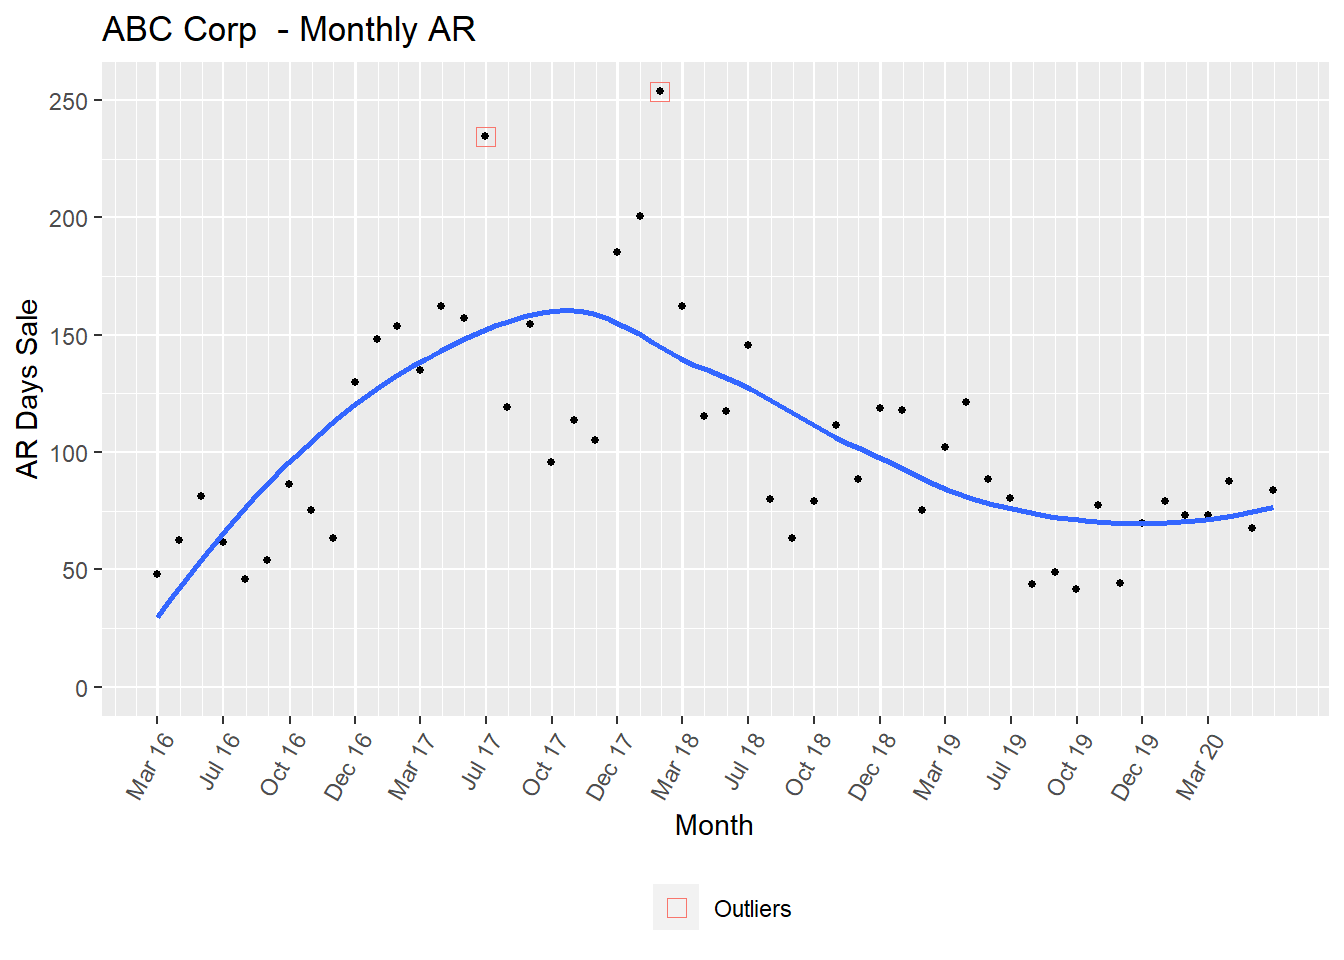 ABC Corp  - Monthly AR
AR Days Sale
250
200
150
100
50
0
Mar 16
Jul 16
Oct 16
Dec 16
Mar 17
Jul 17
Oct 17
Dec 17
Mar 18
Jul 18
Oct 18
Dec 18
Mar 19
Jul 19
Oct 19
Dec 19
Mar 20
Month
Outliers